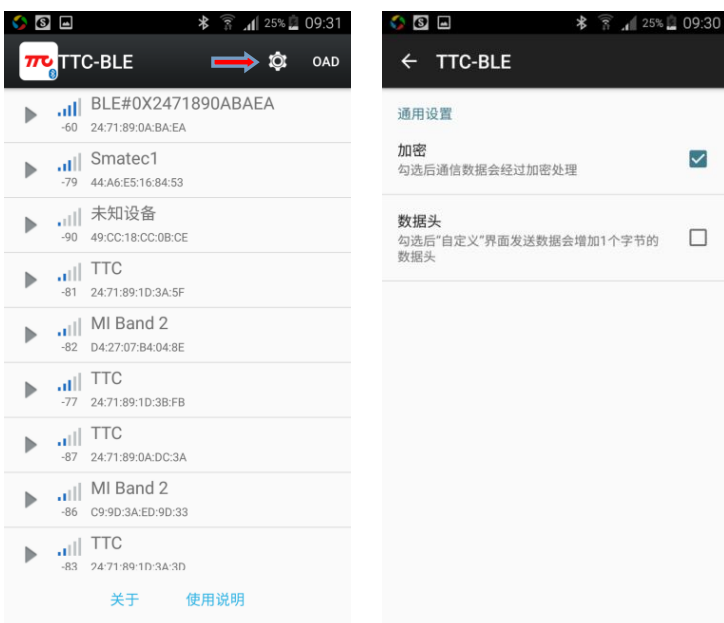 25% 09:31
TTC TTC-BLE OAD
BLE#0X2471890ABAEA
-60 24:71:89:0A:BA:EA
Smatec1
-79 44:A6:E5:16:84:53
未知设备
-90 49:CC:18:CC:0B:CE
TTC
-81 24:71:89:1D:3A:5F
MI Band 2
-82 D4:27:07:B4:04:8E
TTC
-77 24:71:89:1D:3B:FB
TTC
-87 24:71:89:0A:DC:3A
MI Band 2
-86 C9:9D:3A:ED:9D:33
TTC
-83 24:71:89:1D:3A:3D
关于 使用说明
25% 09:30
TTC-BLE
通用设置
加密
勾选后通信数据会经过加密处理
数据头
勾选后“自定义”界面发送数据会增加1个字节的
数据头